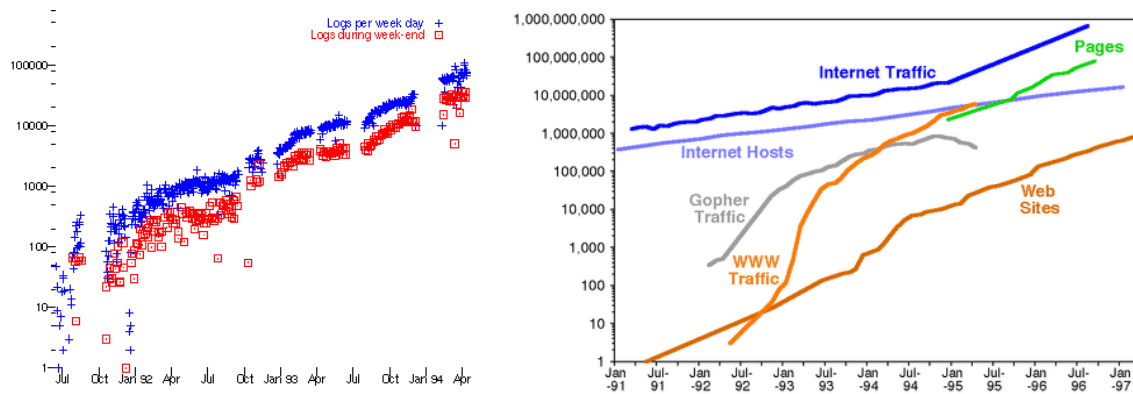 Logs per week day
Logs during week-end
100000
10000
1000
100
10
1
Jul Oct Jan 92 Apr Jul Oct Jan 93 Apr Jul Oct Jan 94 Apr
1,000,000,000
100,000,000
10,000,000
1,000,000
100,000
10,000
1,000
100
10
1
Internet Traffic
Pages
Internet Hosts
Gopher
Traffic
WWW
Traffic
Web
Sites
Jan Jul- Jan Jul- Jan Jul- Jan Jul- Jan Jul- Jan Jul- Jan
-91 91 -92 92 -93 93 -94 94 -95 95 -96 96 -97